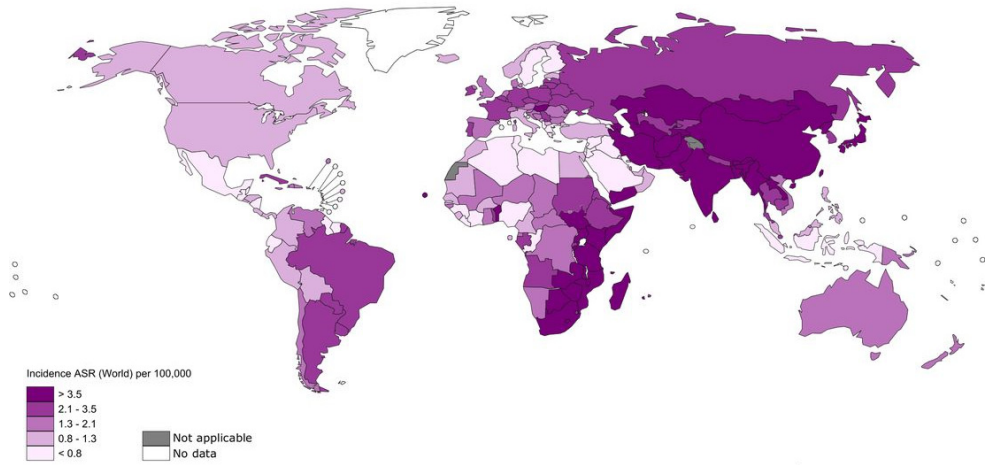 Incidence ASR (World) per 100,000
> 3.5
2.1 - 3.5
1.3 - 2.1
0.8 - 1.3
< 0.8
Not applicable
No data